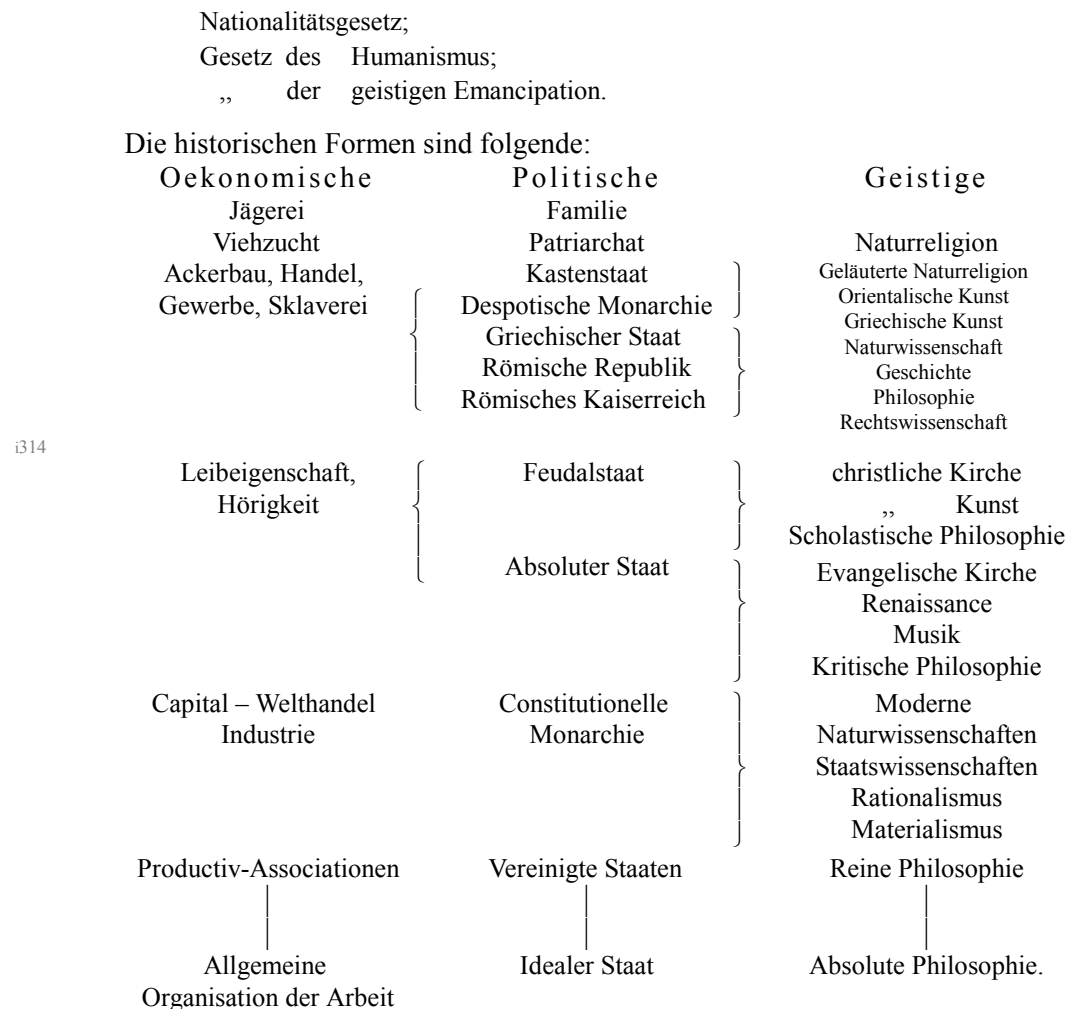 Nationalitätsgesetz;
Gesetz des Humanismus;
,, der geistigen Emancipation.
Die historischen Formen sind folgende:
Oekonomische Politische Geistige
Jägerei Familie
Viehzucht Patriarchat Naturreligion
Ackerbau, Handel, Kastenstaat Geläuterte Naturreligion
Gewerbe, Sklaverei Despotische Monarchie Orientalische Kunst
Griechischer Staat Griechische Kunst
Naturwissenschaft
Römische Republik Geschichte
Römisches Kaiserreich Philosophie
Rechtswissenschaft
i314
Leibeigenschaft, Feudalstaat christliche Kirche
Hörigkeit ,, Kunst
Scholastische Philosophie
Absoluter Staat Evangelische Kirche
Renaissance
Musik
Kritische Philosophie
Capital – Welthandel Constitutionelle Moderne
Industrie Monarchie Naturwissenschaften
Staatswissenschaften
Rationalismus
Materialismus
Productiv-Associationen Vereinigte Staaten Reine Philosophie
Allgemeine Idealer Staat Absolute Philosophie.
Organisation der Arbeit